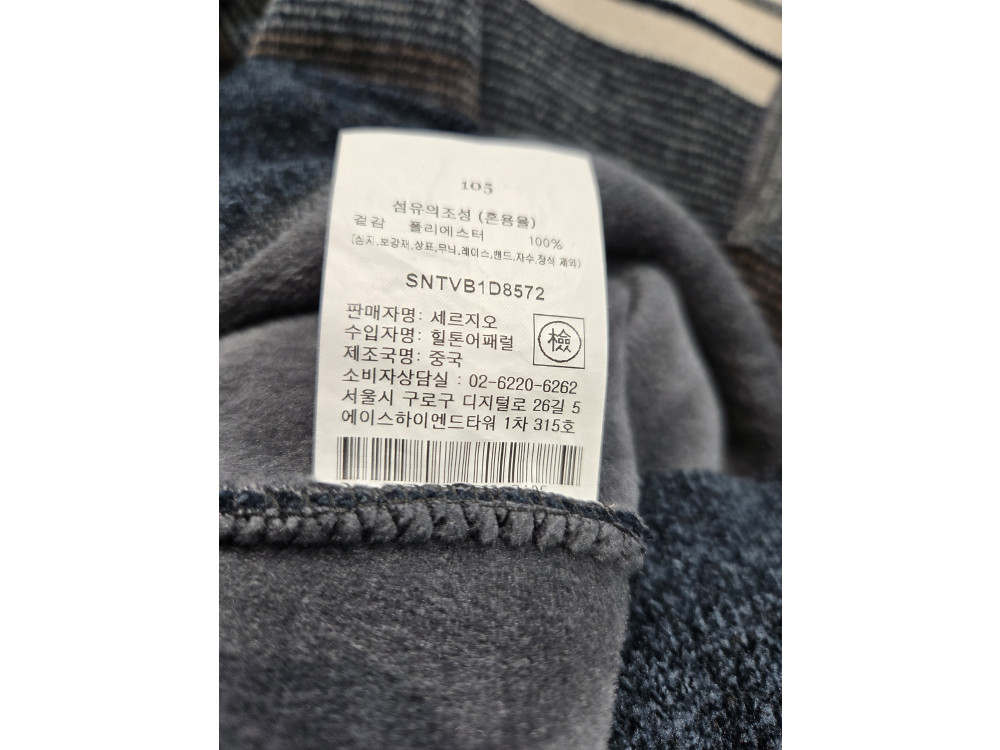 105
섬유의조성 (혼용율)
겉감 폴리에스터 100%
(심지,보강재,상표,무늬,레이스,밴드,자수,장식 제외)
SNTVB1D8572
판매자명: 세르지오
수입자명: 힐튼어패럴
檢
제조국명: 중국
소비자상담실 : 02-6220-6262
서울시 구로구 디지털로 26길 5
에이스하이엔드타워 1차 315호